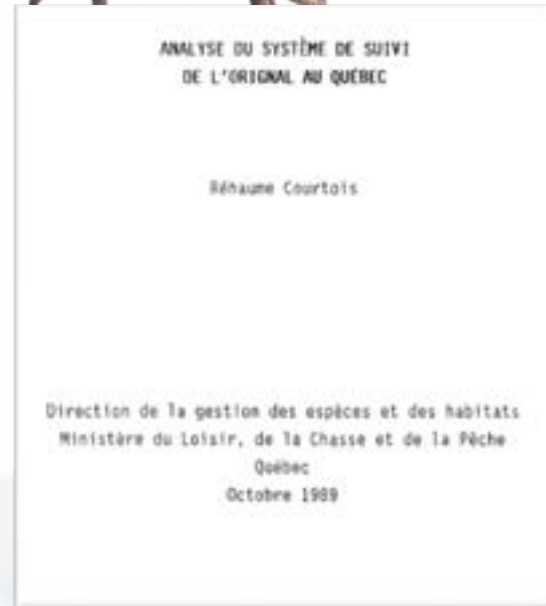 ANALYSE DU SYSTÈME DE SUIVI
DE L'ORIGNAL AU QUÉBEC
Réhaume Courtois
Direction de la gestion des espèces et des habitats
Ministère du Loisir, de la Chasse et de la Pêche
Québec
Octobre 1989